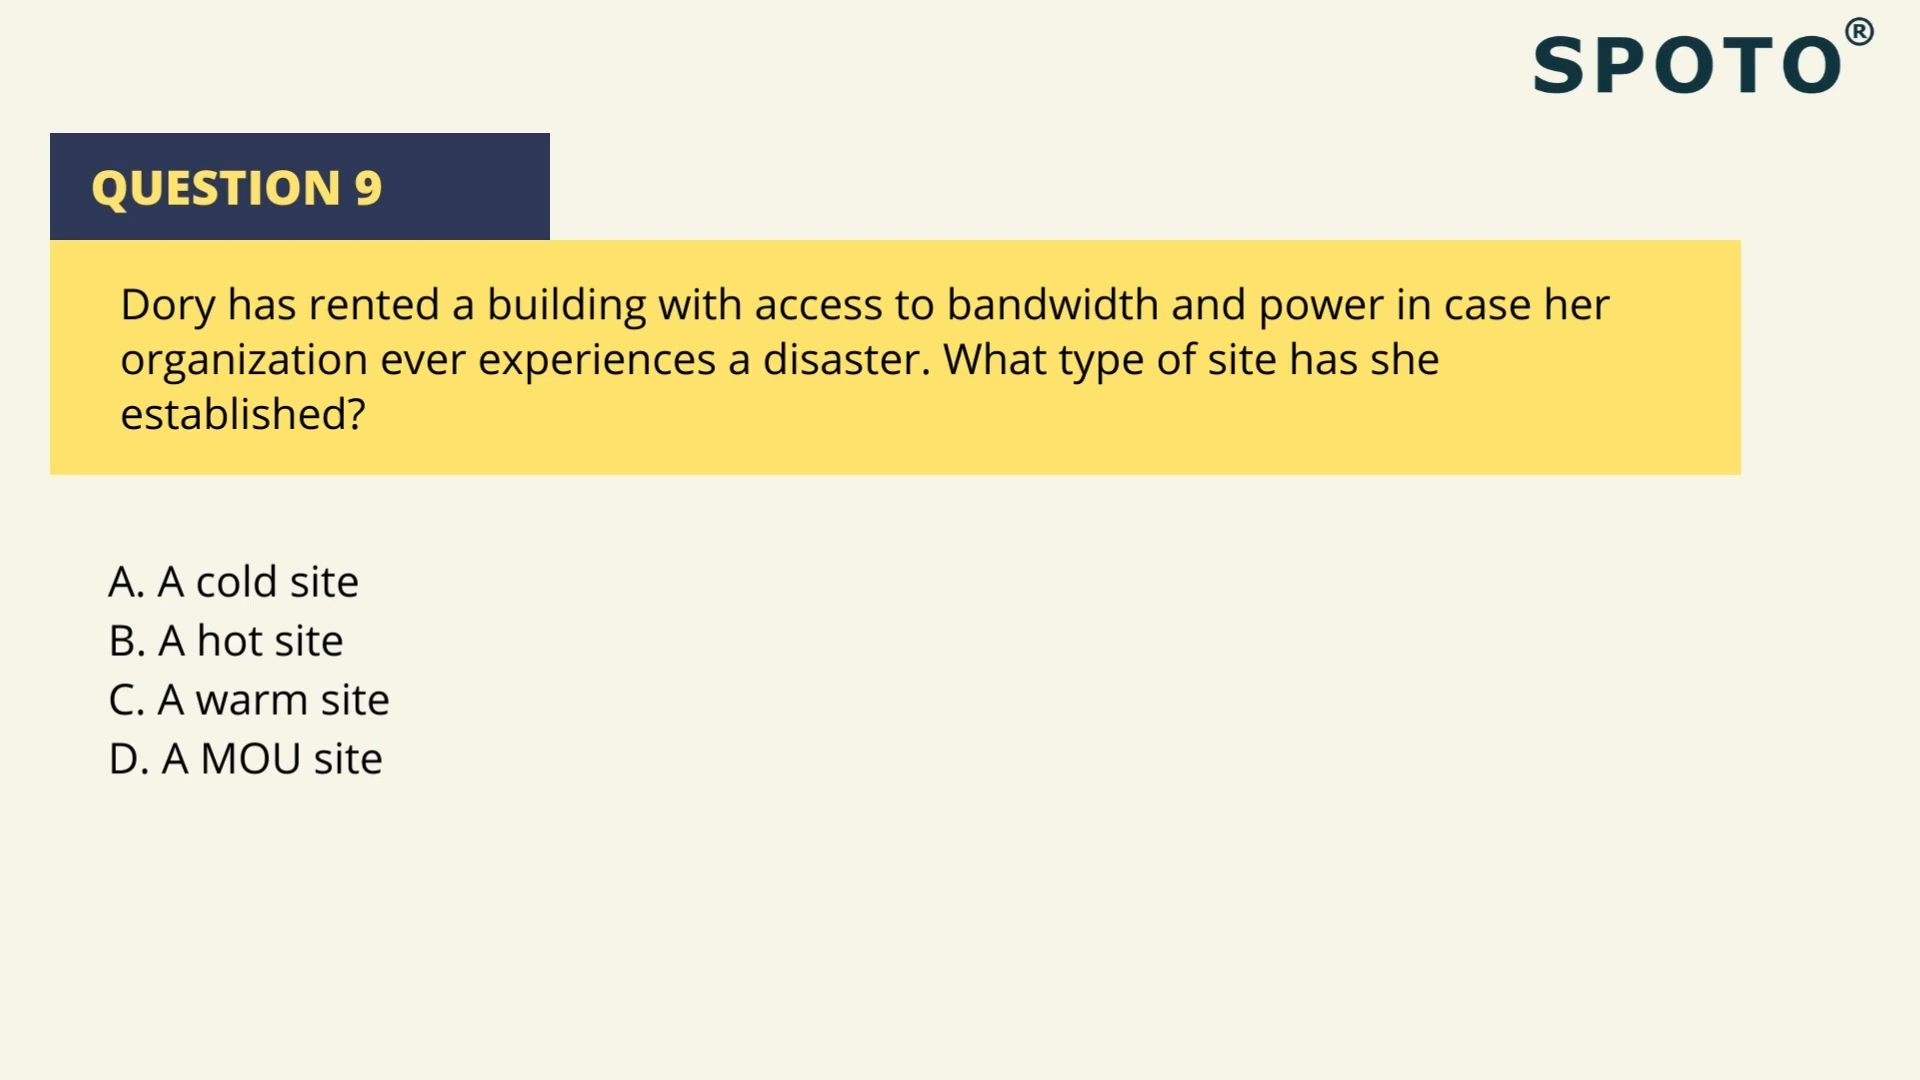 SPOTO®
QUESTION 9
Dory has rented a building with access to bandwidth and power in case her
organization ever experiences a disaster. What type of site has she
established?
A. A cold site
B. A hot site
C. A warm site
D. A MOU site